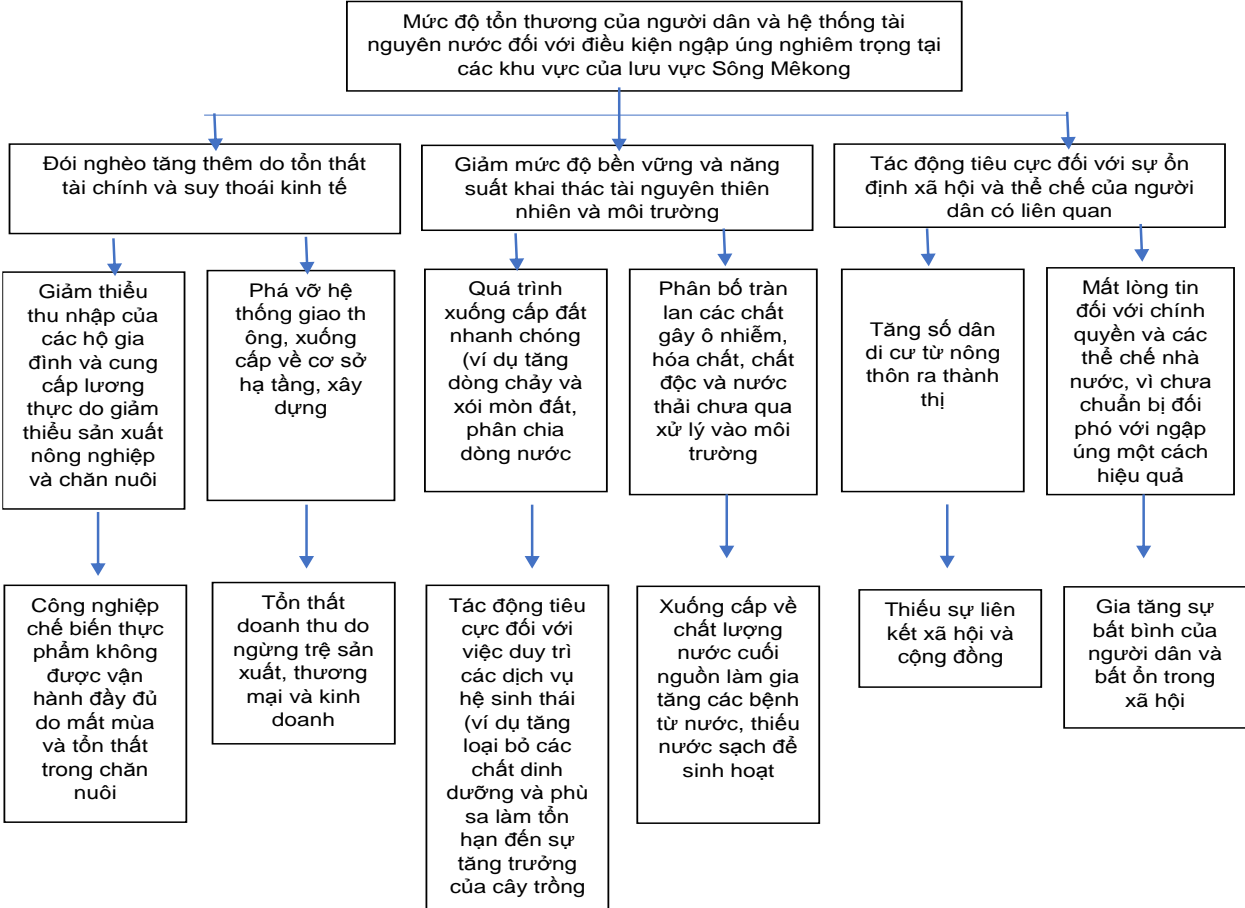 Mức độ tổn thương của người dân và hệ thống tài
nguyên nước đối với điều kiện ngập úng nghiêm trọng tại
các khu vực của lưu vực Sông Mêkong
Đói nghèo tăng thêm do tổn thất
tài chính và suy thoái kinh tế
Giảm mức độ bền vững và năng
suất khai thác tài nguyên thiên
nhiên và môi trường
Tác động tiêu cực đối với sự ổn
định xã hội và thể chế của người
dân có liên quan
Giảm thiểu
thu nhập của
các hộ gia
đình và cung
cấp lương
thực do giảm
thiểu sản xuất
nông nghiệp
và chăn nuôi
Phá vỡ hệ
thống giao th
ông, xuống
cấp về cơ sở
hạ tầng, xây
dựng
Quá trình
xuống cấp đất
nhanh chóng
(ví dụ tăng
dòng chảy và
xói mòn đất,
phân chia
dòng nước
Phân bố tràn
lan các chất
gây ô nhiễm,
hóa chất, chất
độc và nước
thải chưa qua
xử lý vào môi
trường
Tăng số dân
di cư từ nông
thôn ra thành
thị
Mất lòng tin
đối với chính
quyền và các
thể chế nhà
nước, vì chưa
chuẩn bị đối
phó với ngập
úng một cách
hiệu quả
Công nghiệp
chế biến thực
phẩm không
được vận
hành đầy đủ
do mất mùa
và tổn thất
trong chăn
nuôi
Tổn thất
doanh thu do
ngừng trệ sản
xuất, thương
mại và kinh
doanh
Tác động tiêu
cực đối với
việc duy trì
các dịch vụ
hệ sinh thái
(ví dụ tăng
loại bỏ các
chất dinh
dưỡng và phù
sa làm tổn
hạn đến sự
tăng trưởng
của cây trồng
Xuống cấp về
chất lượng
nước cuối
nguồn làm gia
tăng các bệnh
từ nước, thiếu
nước sạch để
sinh hoạt
Thiếu sự liên
kết xã hội và
cộng đồng
Gia tăng sự
bất bình của
người dân và
bất ổn trong
xã hội